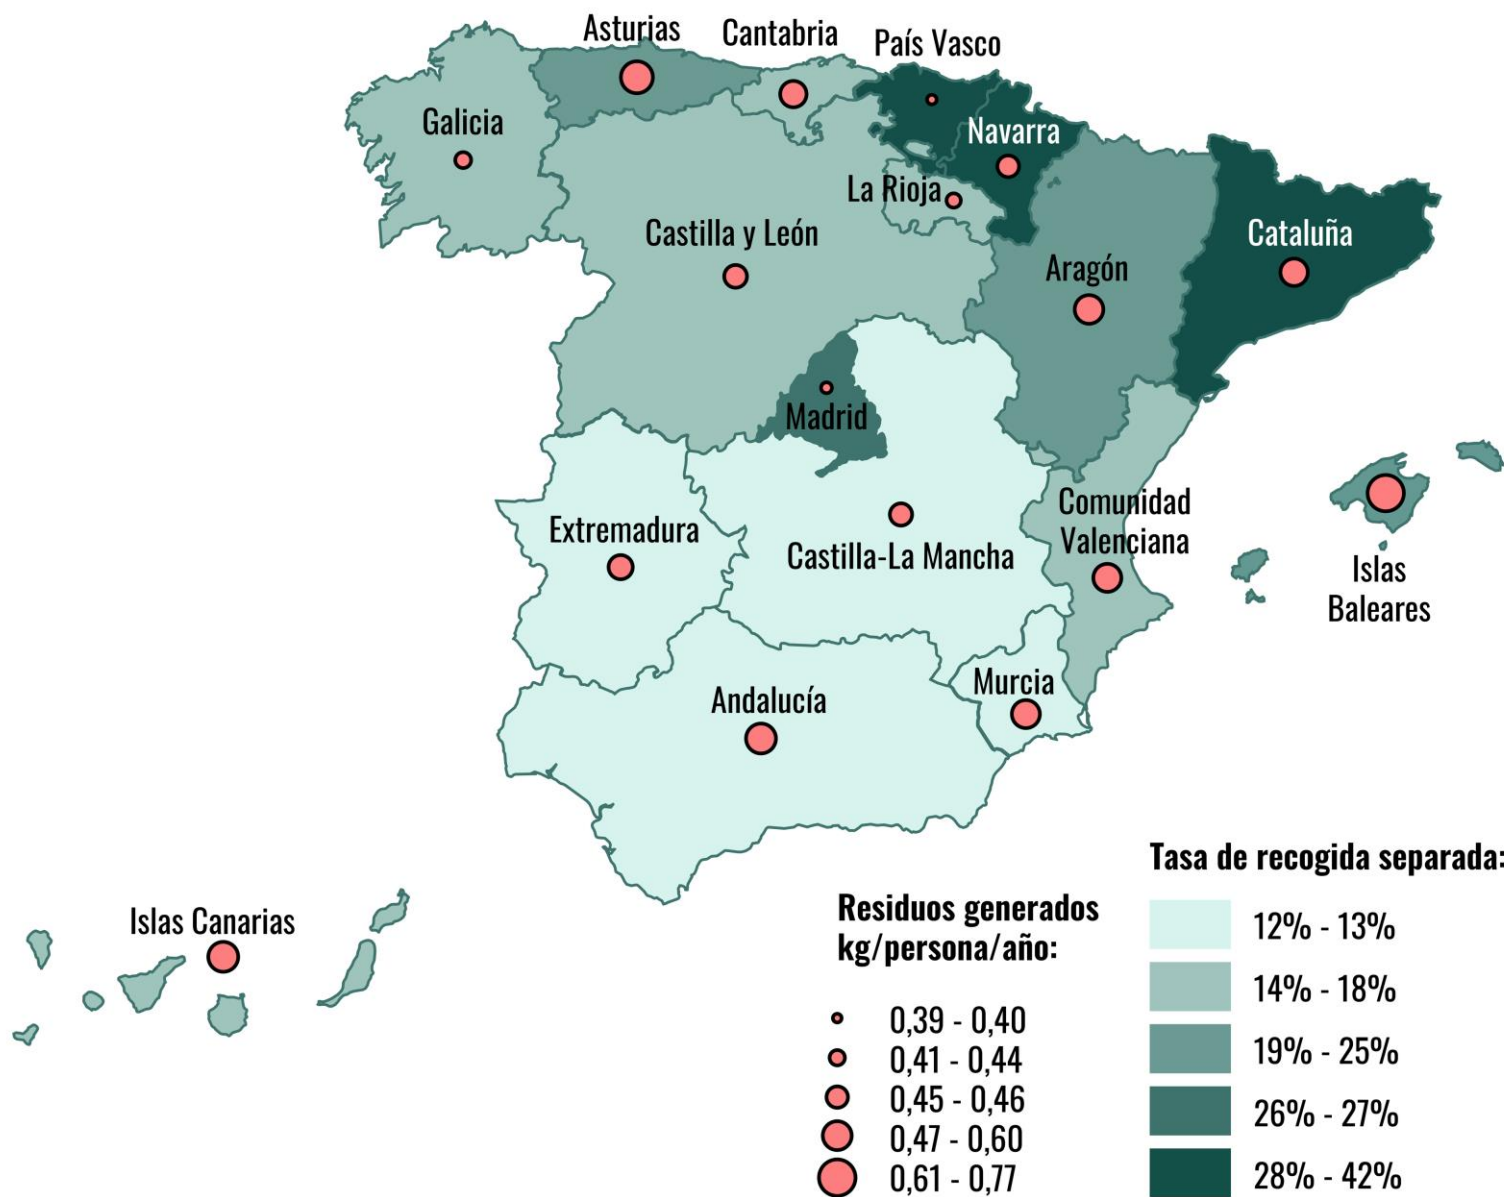 Asturias
Cantabria
País Vasco
Galicia
Navarra
La Rioja
Castilla y León
Cataluña
Aragón
Madrid
Comunidad
Valenciana
Extremadura
Castilla-La Mancha
Islas
Baleares
Murcia
Andalucía
Islas Canarias
Residuos generados
kg/persona/año:
0,39 - 0,40
0,41 - 0,44
0,45 - 0,46
0,47 - 0,60
0,61 - 0,77
Tasa de recogida separada:
12% - 13%
14% - 18%
19% - 25%
26% - 27%
28% - 42%